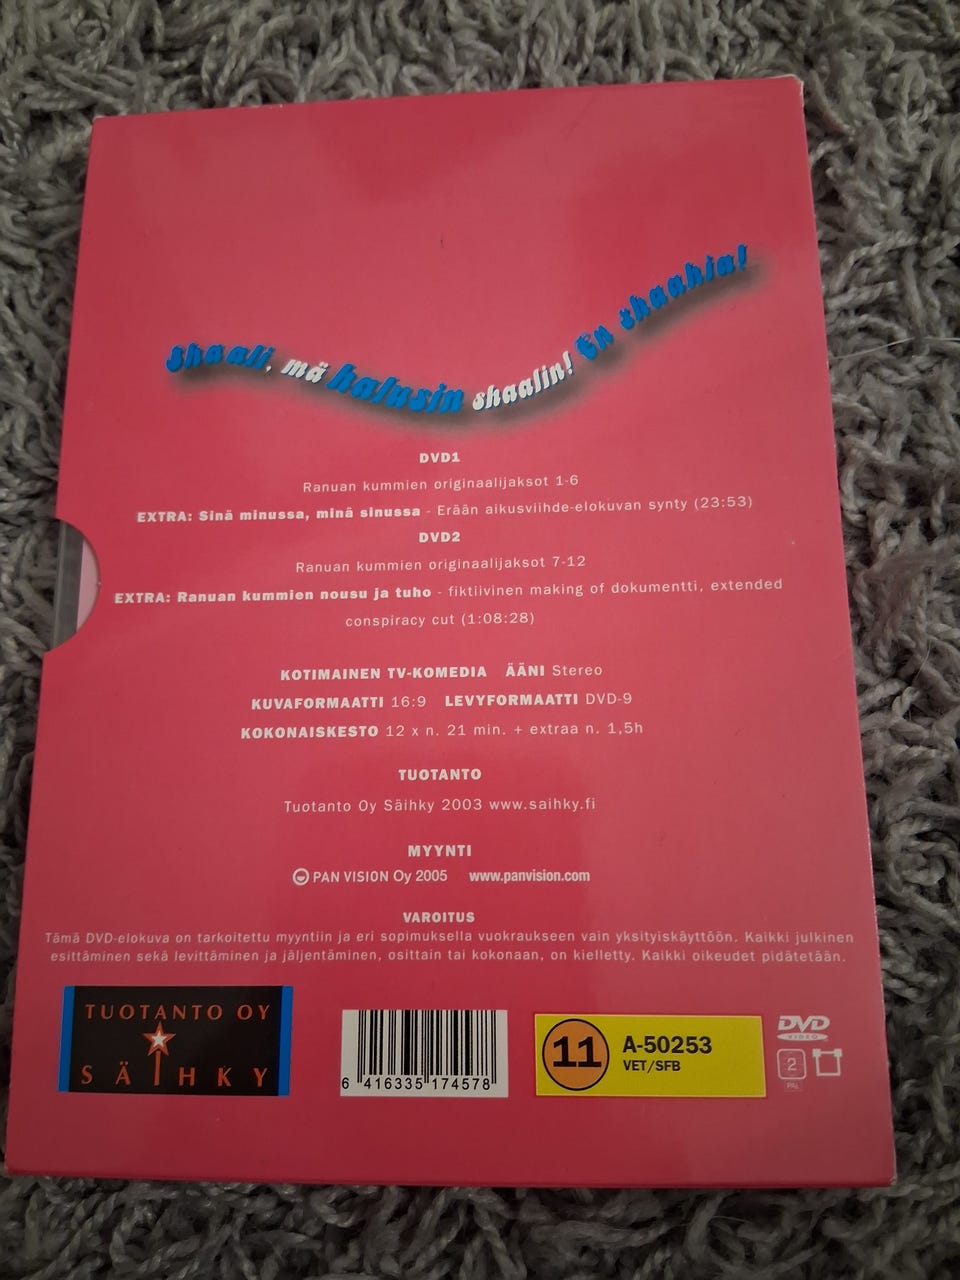 Shaali, mä halusin shaalin! En shaahia!
DVD1
Ranuan kummien originaalijaksot 1-6
EXTRA: Sinä minussa, minä sinussa - Erään aikusviihde-elokuvan synty (23:53)
DVD2
Ranuan kummien originaalijaksot 7-12
EXTRA: Ranuan kummien nousu ja tuho - fiktiivinen making of dokumentti, extended
conspiracy cut (1:08:28)
KOTIMAINEN TV-KOMEDIA ÄÄNI Stereo
KUVAFORMAATTI 16:9 LEVYFORMAATTI DVD-9
KOKONAISKESTO 12 x n. 21 min. + extraa n. 1,5h
TUOTANTO
Tuotanto Oy Säihky 2003 www.saihky.fi
MYYNTI
PAN VISION Oy 2005 www.panvision.com
VAROITUS
Tämä DVD-elokuva on tarkoitettu myyntiin ja eri sopimuksella vuokraukseen vain yksityiskäyttöön. Kaikki julkinen
esittäminen sekä levittäminen ja jäljentäminen, osittain tai kokonaan, on kielletty. Kaikki oikeudet pidätetään.
TUOTANTO OY
SÄIHKY
6 416335 174578
11
A-50253
VET/SFB
DVD
VIDEO
2
PAL